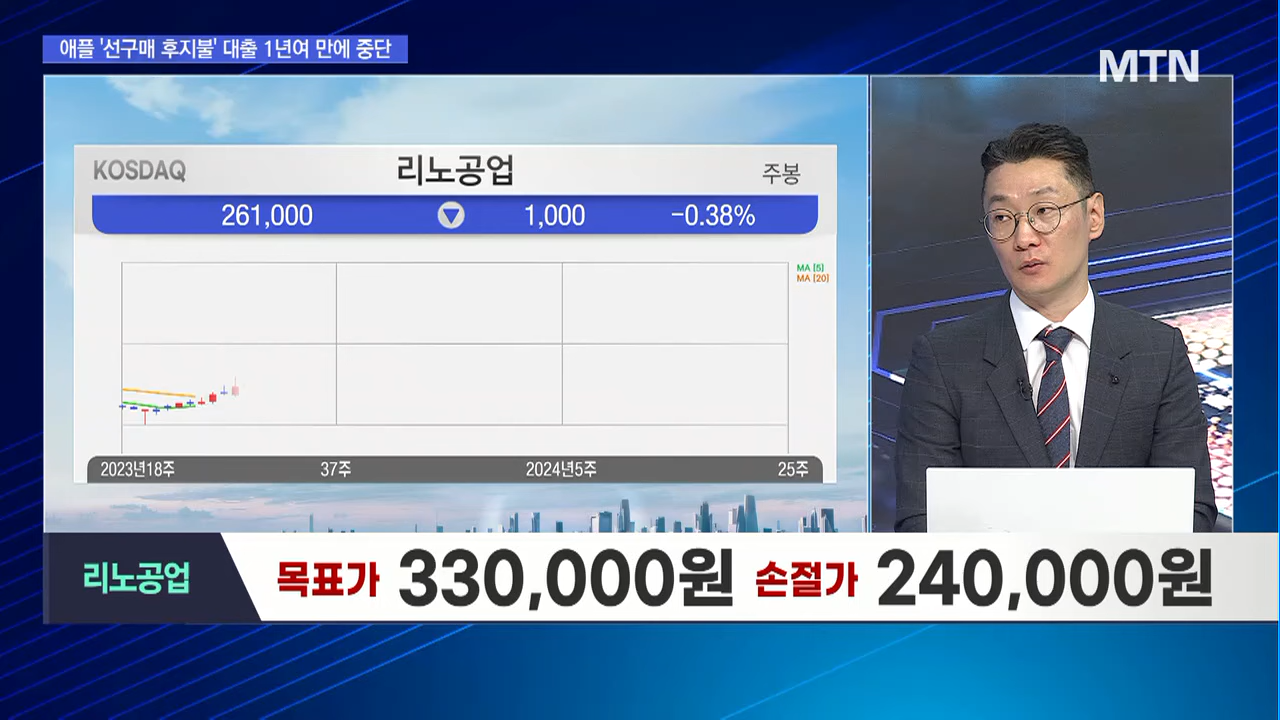 애플 '선구매 후지불' 대출 1년여 만에 중단
MTN
KOSDAQ 리노공업 주봉
261,000 ▼ 1,000 -0.38%
MA [5]
MA [20]
2023년18주 37주 2024년5주 25주
리노공업 목표가 330,000원 손절가 240,000원